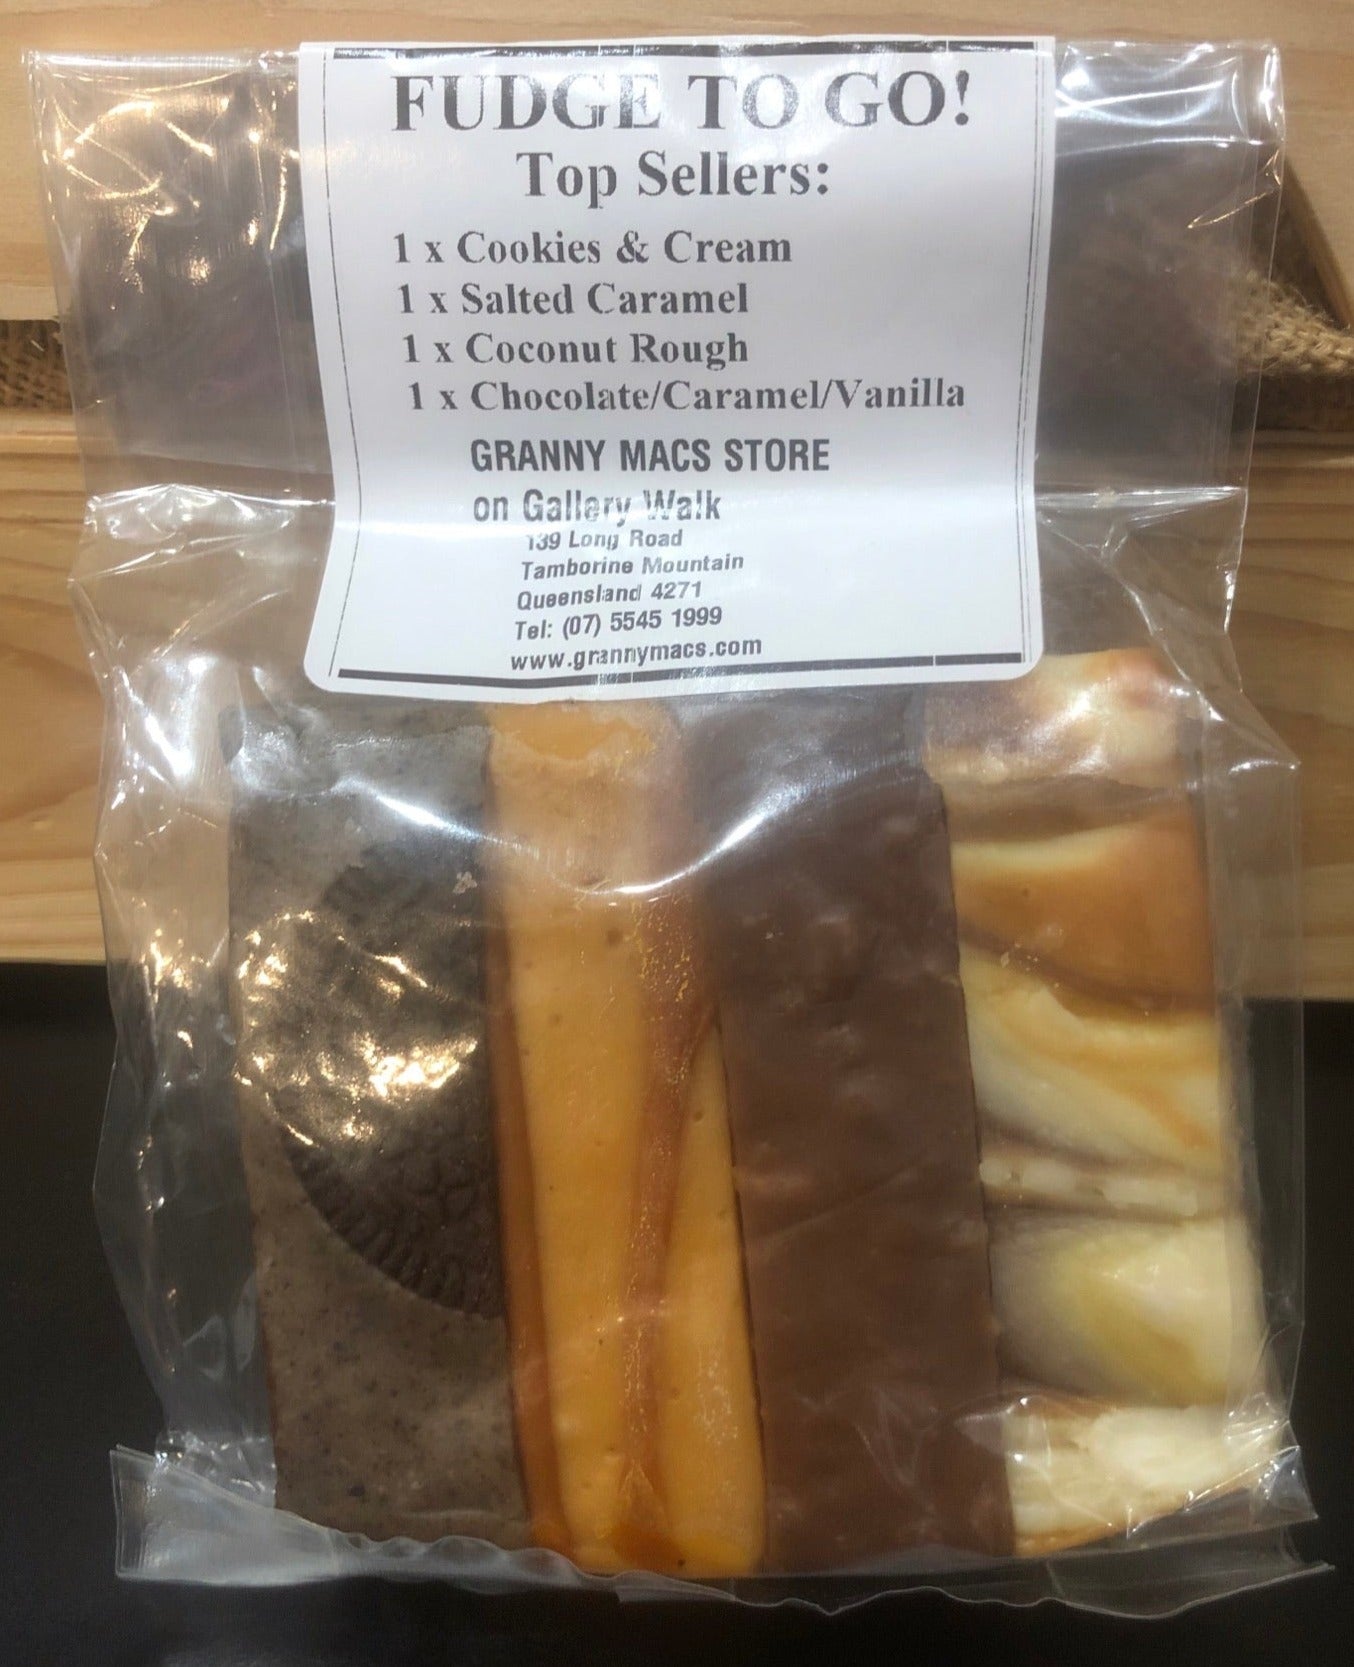 FUDGE TO GO!
Top Sellers:
1 x Cookies & Cream
1 x Salted Caramel
1 x Coconut Rough
1 x Chocolate/Caramel/Vanilla
GRANNY MACS STORE
on Gallery Walk
139 Long Road
Tamborine Mountain
Queensland 4271
Tel: (07) 5545 1999
www.grannymacs.com